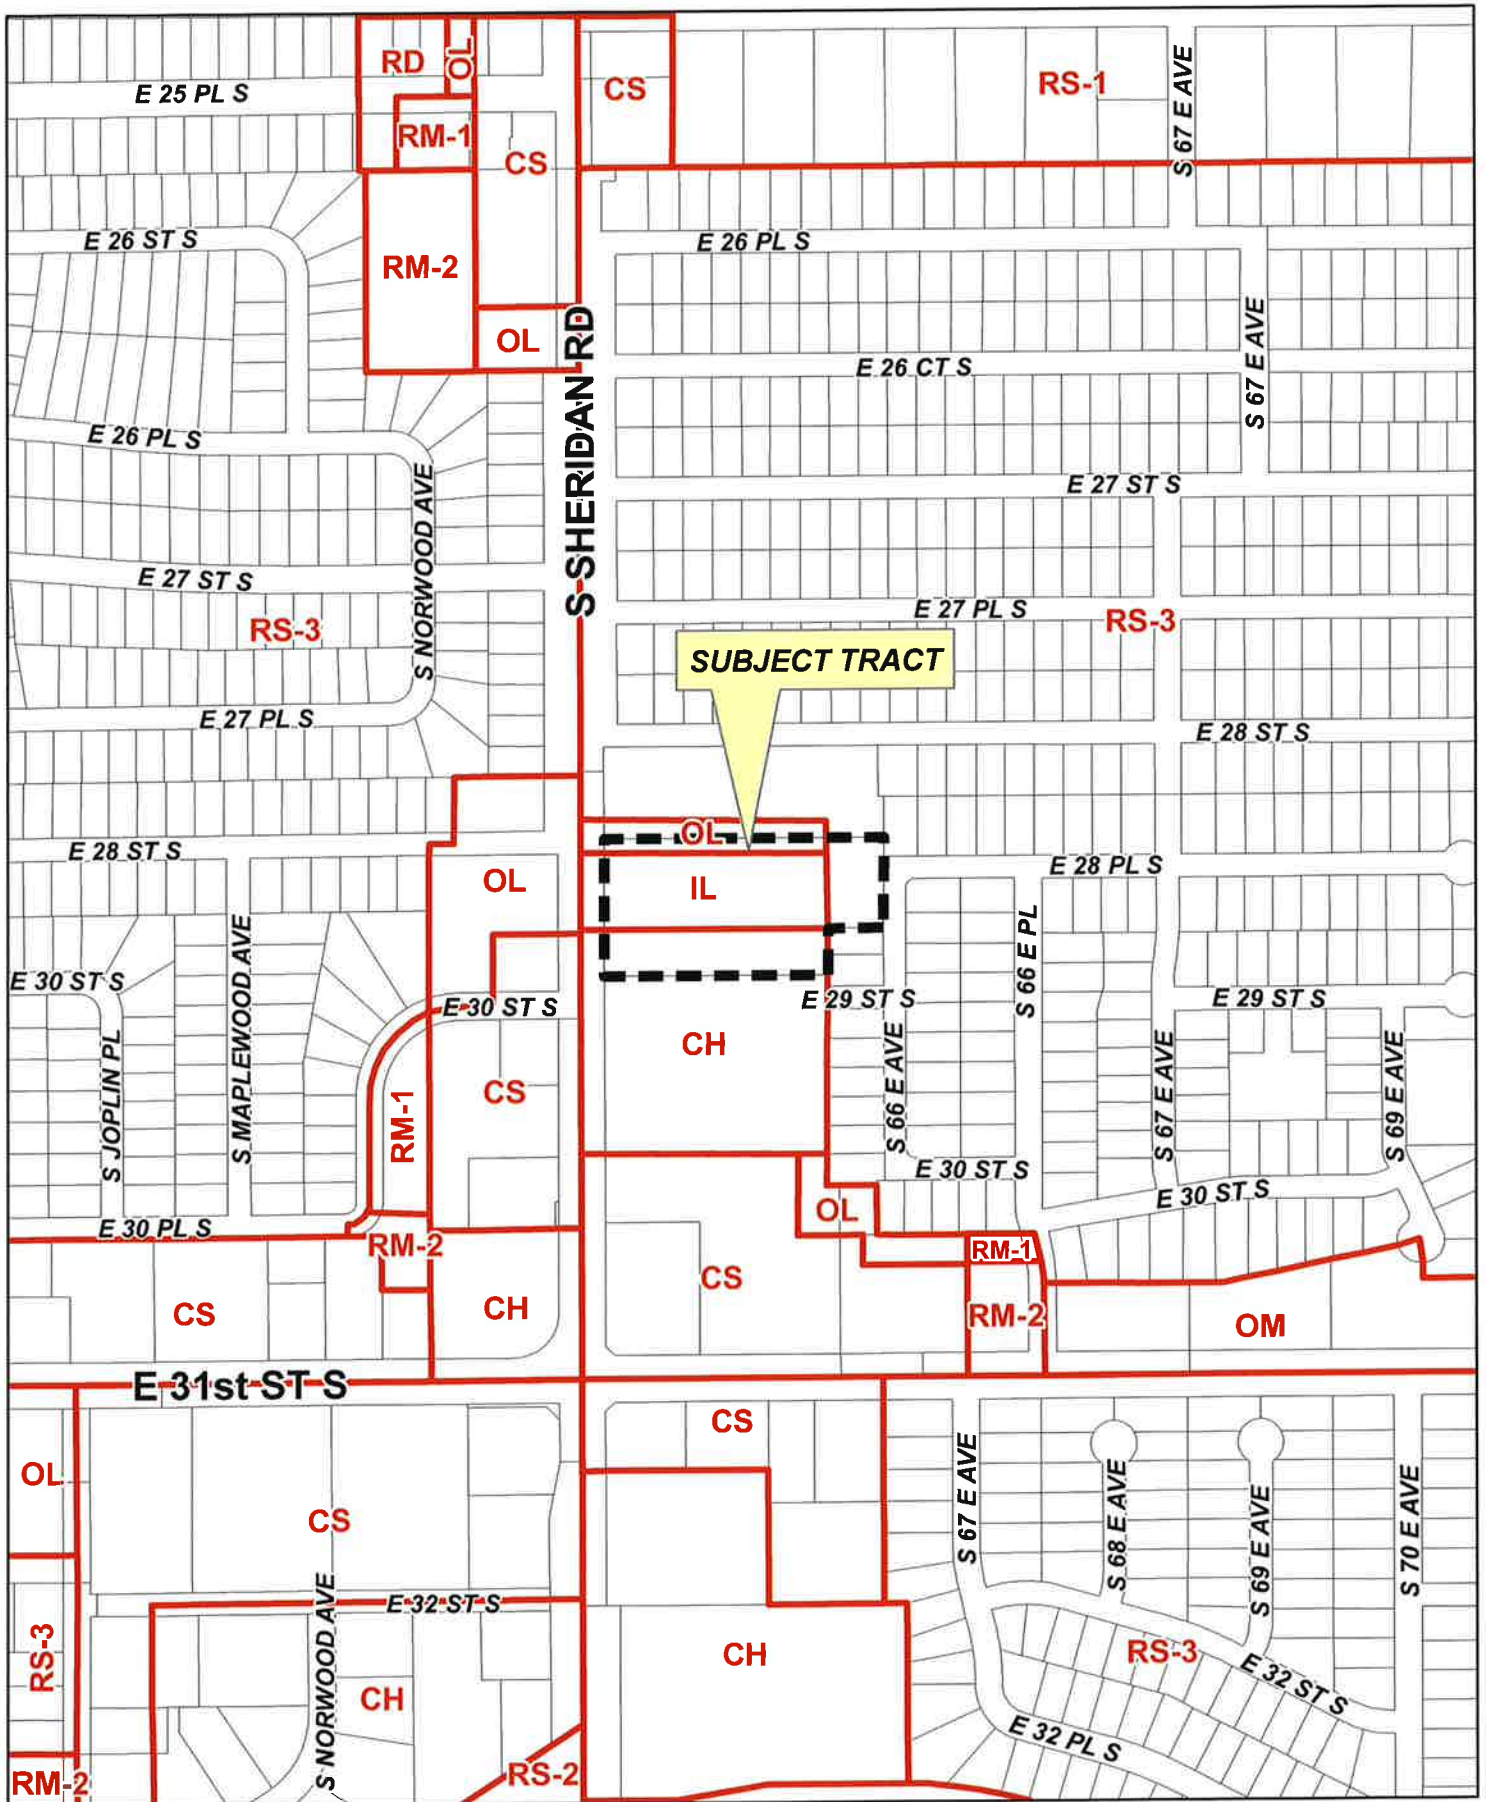 RD
OL
CS
RS-1
S 67 E AVE
E 25 PL S
RM-1
CS
E 26 ST S
E 26 PL S
RM-2
OL
S SHERIDAN RD
E 26 CT S
S 67 E AVE
E 26 PL S
S NORWOOD AVE
E 27 ST S
E 27 ST S
RS-3
E 27 PL S
RS-3
SUBJECT TRACT
E 27 PL S
E 28 ST S
OL
E 28 ST S
OL
IL
E 28 PL S
S MAPLEWOOD AVE
S 66 E PL
E 30 ST S
E 30 ST S
E 29 ST S
E 29 ST S
S JOPLIN PL
CH
S 66 E AVE
S 67 E AVE
S 69 E AVE
CS
RM-1
E 30 ST S
E 30 ST S
OL
E 30 PL S
RM-2
RM-1
CS
CS
CH
RM-2
OM
E 31st ST S
CS
OL
CS
S 67 E AVE
S 68 E AVE
S 69 E AVE
S 70 E AVE
S NORWOOD AVE
E 32 ST S
RS-3
CH
RS-3
E 32 ST S
CH
E 32 PL S
RM-2
RS-2